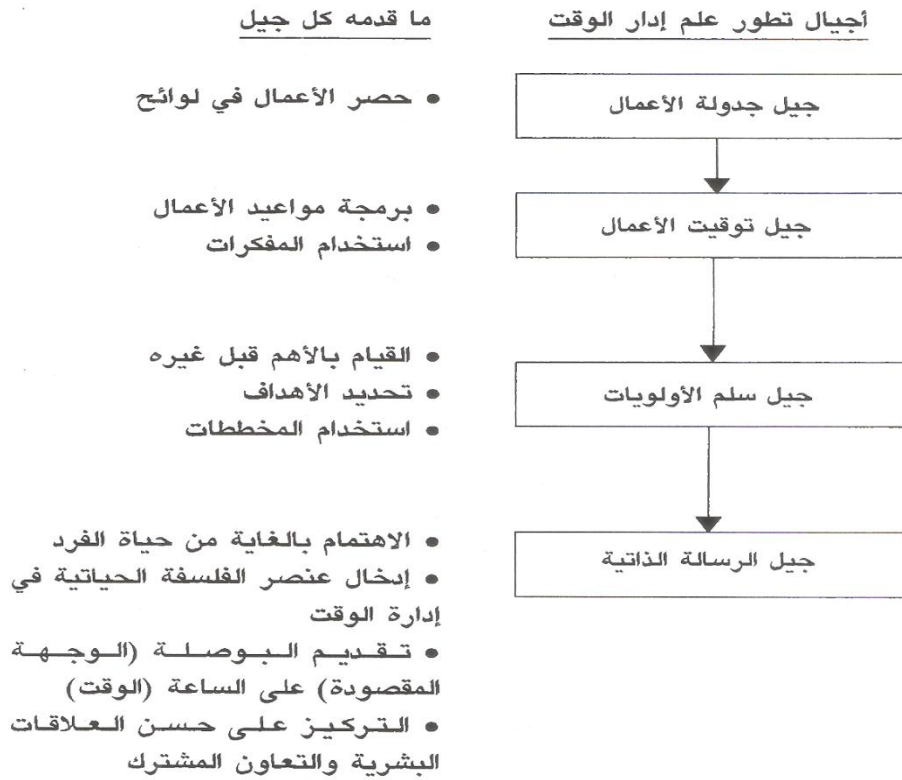 أجيال تطور علم إدار الوقت
ما قدمه كل جيل
جيل جدولة الأعمال
• حصر الأعمال في لوائح
جيل توقيت الأعمال
• برمجة مواعيد الأعمال
• استخدام المفكرات
جيل سلم الأولويات
• القيام بالأهم قبل غيره
• تحديد الأهداف
• استخدام المخططات
جيل الرسالة الذاتية
• الاهتمام بالغاية من حياة الفرد
• إدخال عنصر الفلسفة الحياتية في
إدارة الوقت
• تقديم البوصلة (الوجهة
المقصودة) على الساعة (الوقت)
• التركيز على حسن العلاقات
البشرية والتعاون المشترك